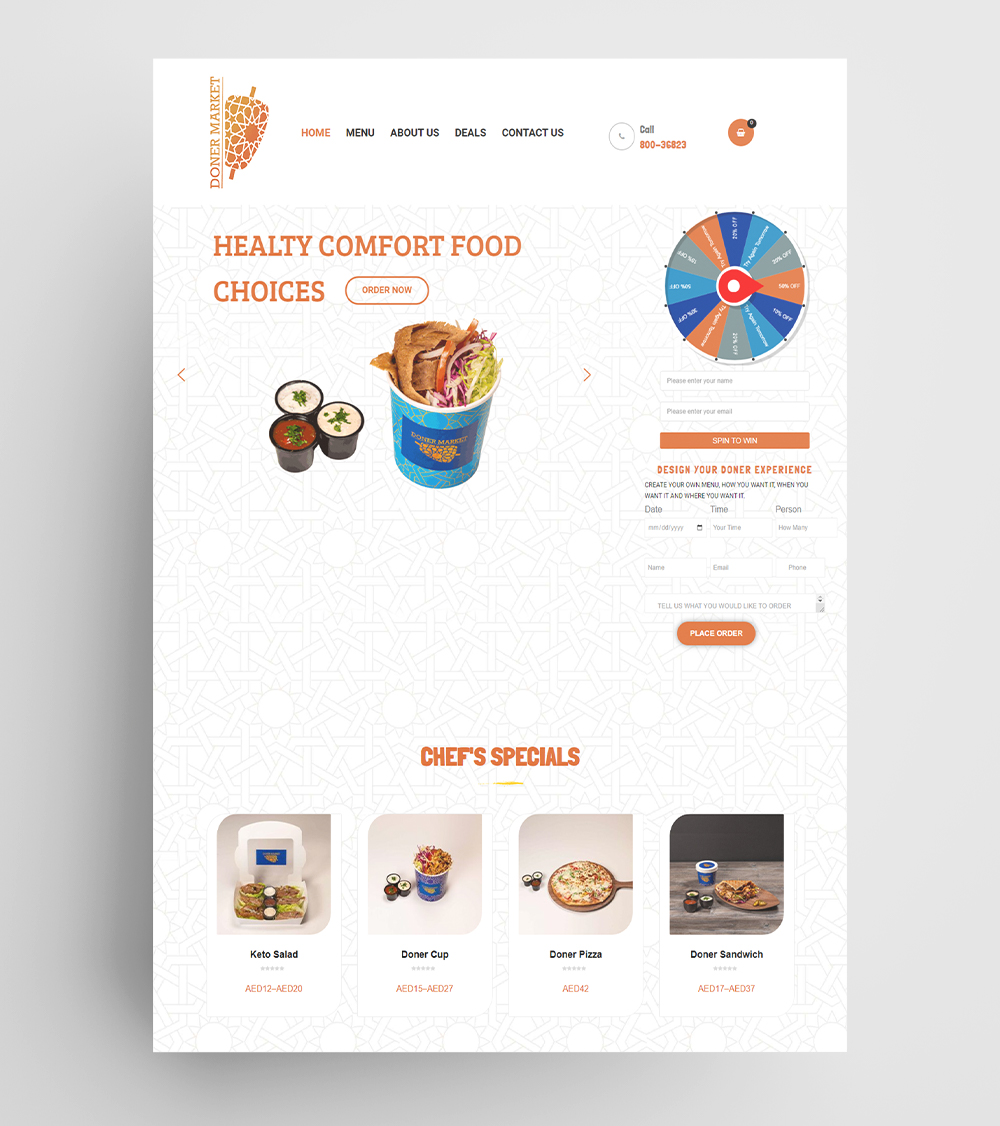 DONER MARKET
HOME MENU ABOUT US DEALS CONTACT US
Call
800-36823
0
HEALTY COMFORT FOOD
CHOICES
ORDER NOW
DONER MARKET
20% OFF
Try Again Tomorrow
20% OFF
50% OFF
10% OFF
Try Again Tomorrow
20% OFF
Try Again Tomorrow
30% OFF
50% OFF
10% OFF
Try Again Tomorrow
Please enter your name
Please enter your email
SPIN TO WIN
DESIGN YOUR DONER EXPERIENCE
CREATE YOUR OWN MENU, HOW YOU WANT IT, WHEN YOU
WANT IT AND WHERE YOU WANT IT.
Date Time Person
mm/dd/yyyy Your Time How Many
Name Email Phone
TELL US WHAT YOU WOULD LIKE TO ORDER
PLACE ORDER
CHEF'S SPECIALS
Keto Salad
AED12–AED20
Doner Cup
AED15–AED27
Doner Pizza
AED42
Doner Sandwich
AED17–AED37